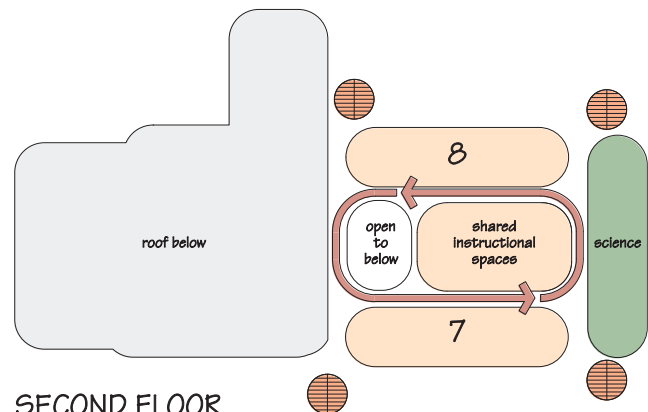 8
roof below
open
to
below
shared
instructional
spaces
science
7
SECOND FLOOR